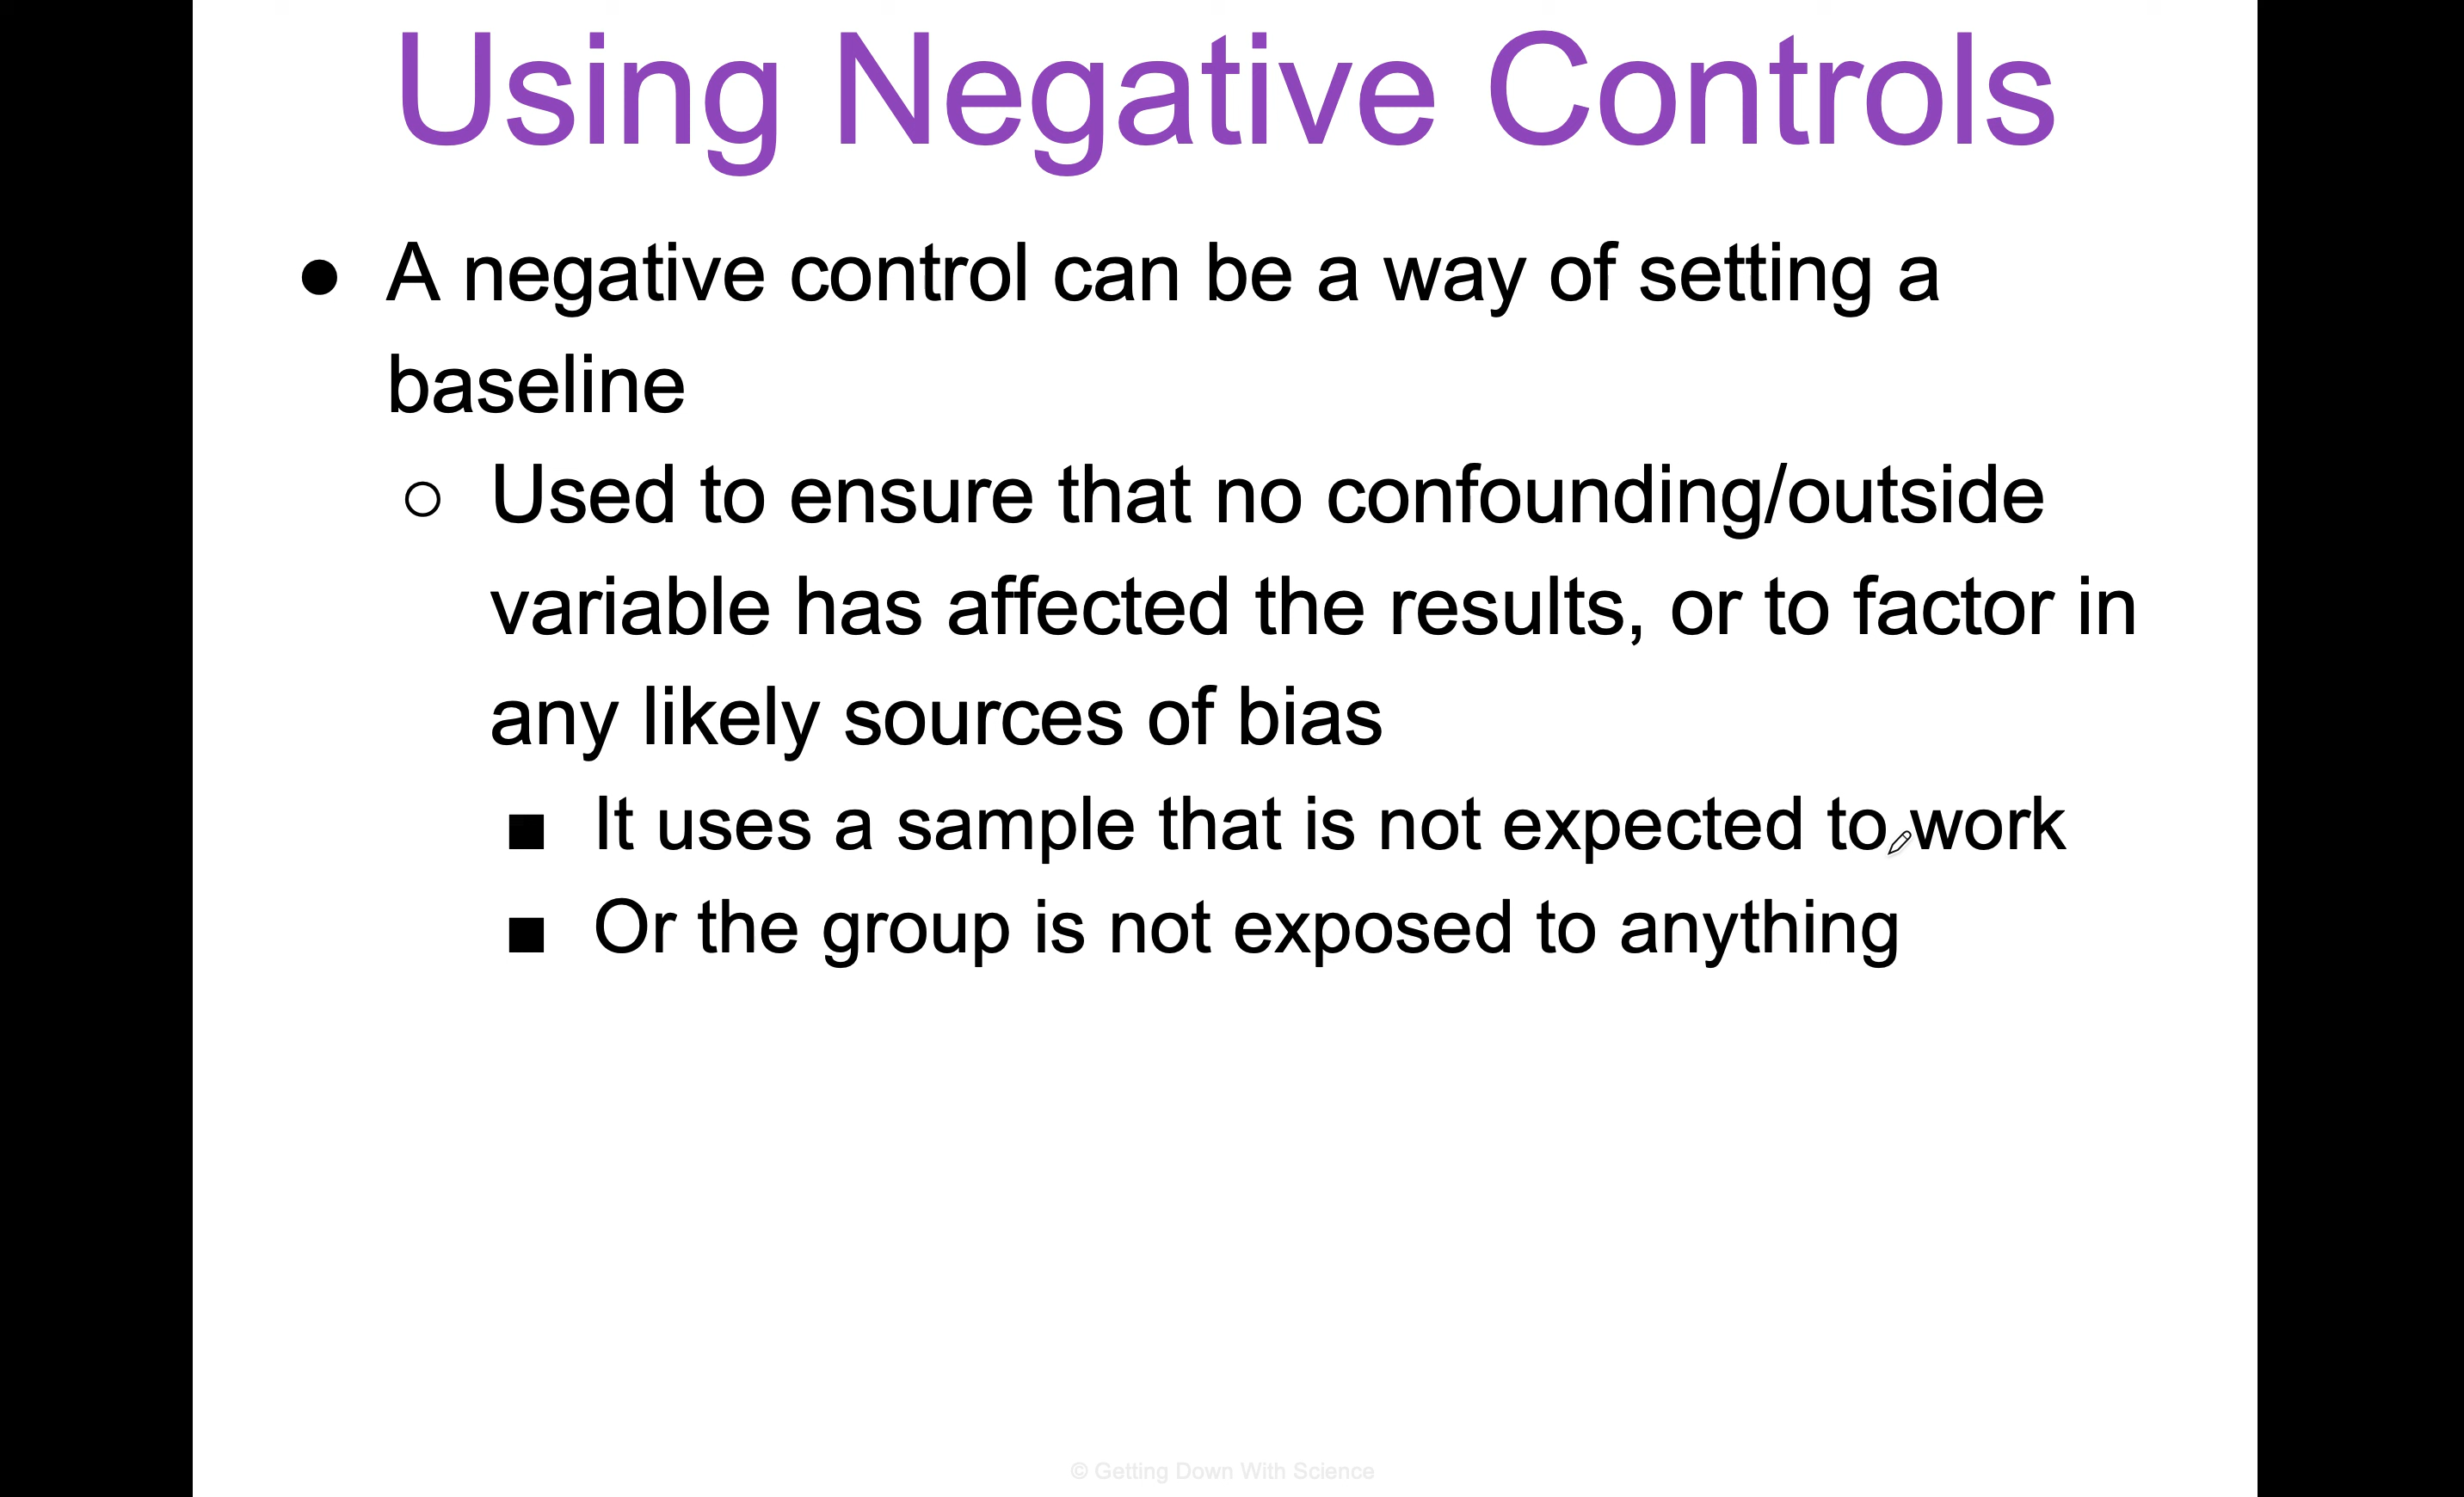 Using Negative Controls
● A negative control can be a way of setting a
baseline
○ Used to ensure that no confounding/outside
variable has affected the results, or to factor in
any likely sources of bias
■ It uses a sample that is not expected to work
■ Or the group is not exposed to anything
© Getting Down With Science